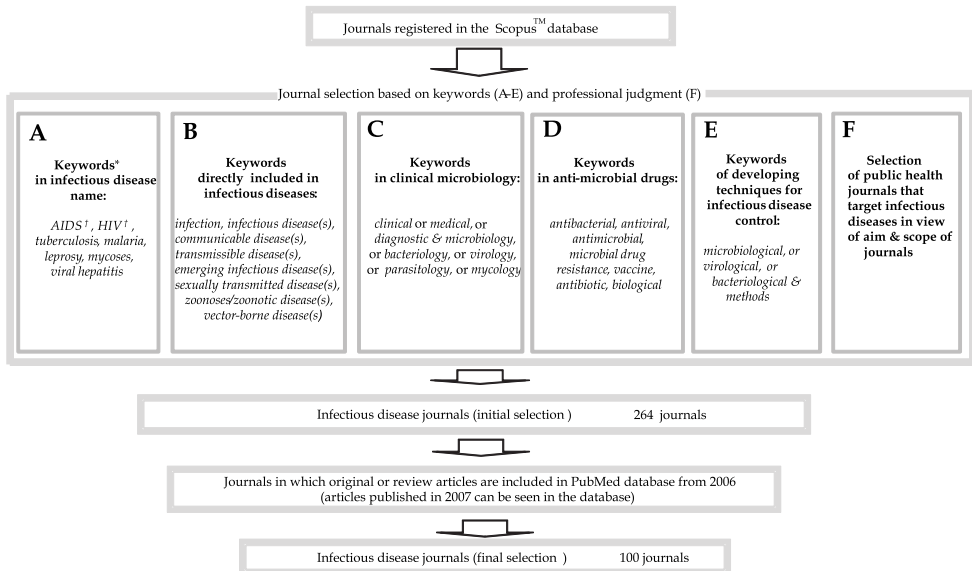 Journals registered in the Scopus™ database
Journal selection based on keywords (A-E) and professional judgment (F)
A
Keywords*
in infectious disease
name:
AIDS†, HIV†,
tuberculosis, malaria,
leprosy, mycoses,
viral hepatitis
B
Keywords
directly included in
infectious diseases:
infection, infectious disease(s),
communicable disease(s),
transmissible disease(s),
emerging infectious disease(s),
sexually transmitted disease(s),
zoonoses/zoonotic disease(s),
vector-borne disease(s)
C
Keywords
in clinical microbiology:
clinical or medical, or
diagnostic & microbiology,
or bacteriology, or virology,
or parasitology, or mycology
D
Keywords
in anti-microbial drugs:
antibacterial, antiviral,
antimicrobial,
microbial drug
resistance, vaccine,
antibiotic, biological
E
Keywords
of developing
techniques for
infectious disease
control:
microbiological, or
virological, or
bacteriological &
methods
F
Selection
of public health
journals that
target infectious
diseases in view
of aim & scope of
journals
Infectious disease journals (initial selection ) 264 journals
Journals in which original or review articles are included in PubMed database from 2006
(articles published in 2007 can be seen in the database)
Infectious disease journals (final selection ) 100 journals